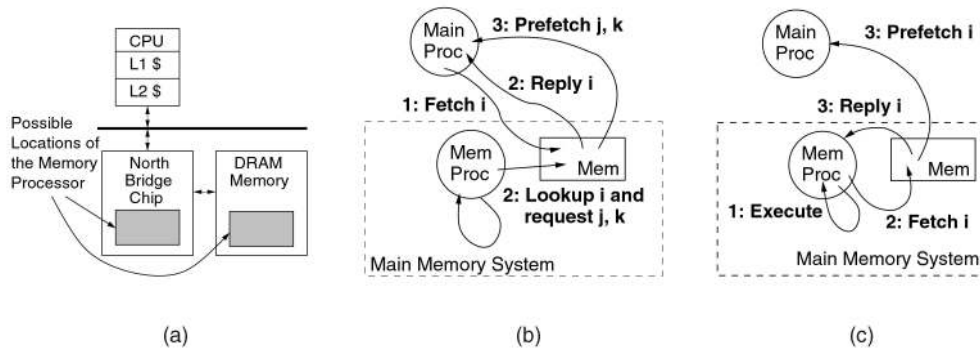 CPU
L1 $
L2 $
Possible
Locations of
the Memory
Processor
North
Bridge
Chip
DRAM
Memory
(a)
Main
Proc
3: Prefetch j, k
2: Reply i
1: Fetch i
Mem
Proc
Mem
2: Lookup i and
request j, k
Main Memory System
(b)
Main
Proc
3: Prefetch i
3: Reply i
Mem
Proc
Mem
1: Execute
2: Fetch i
Main Memory System
(c)